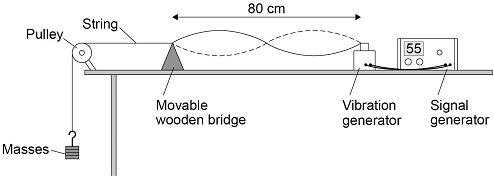 80 cm
String
Pulley
55
Movable
wooden bridge
Vibration
generator
Signal
generator
Masses